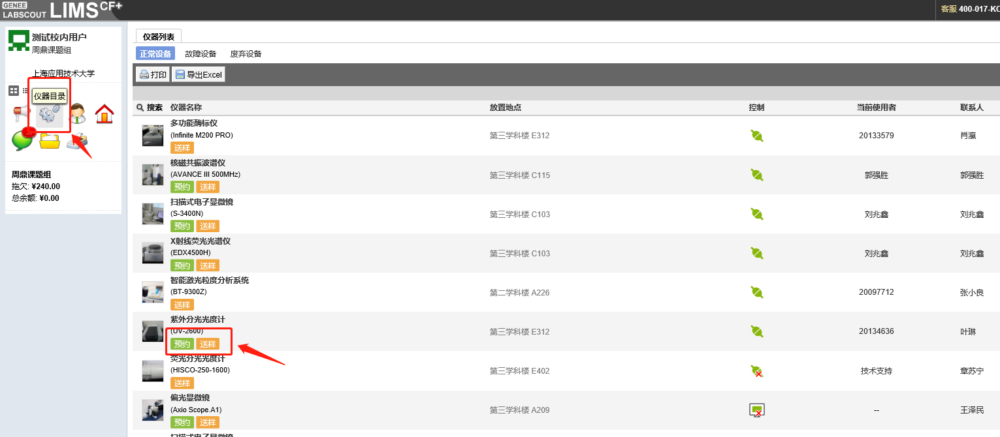 GENEE
LABSCOUT LIMS CF+
客服 400-017-KO
测试校内用户
周鼎课题组
上海应用技术大学
仪器目录
...
周鼎课题组
拖欠: ¥240.00
总余额: ¥0.00
仪器列表
正常设备 故障设备 废弃设备
打印 导出Excel
搜索 仪器名称 放置地点 控制 当前使用者 联系人
多功能酶标仪
(Infinite M200 PRO) 第三学科楼 E312 20133579 肖瀛
送样
核磁共振波谱仪
(AVANCE III 500MHz) 第三学科楼 C115 郭强胜 郭强胜
预约 送样
扫描式电子显微镜
(S-3400N) 第三学科楼 C103 刘兆鑫 刘兆鑫
预约 送样
X射线荧光光谱仪
(EDX4500H) 第三学科楼 C103 刘兆鑫 刘兆鑫
预约 送样
智能激光粒度分析系统
(BT-9300Z) 第二学科楼 A226 20097712 张小良
送样
紫外分光光度计
(UV-2600) 第三学科楼 E312 20134636 叶琳
预约 送样
荧光分光光度计
(HISCO-250-1600) 第三学科楼 E402 技术支持 章苏宁
送样
偏光显微镜
(Axio Scope.A1) 第三学科楼 A209 -- 王泽民
预约 送样
扫描式电子显微镜